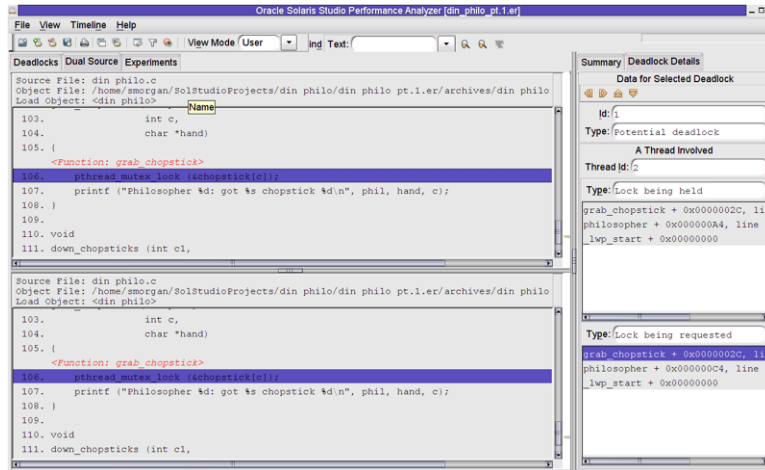 Oracle Solaris Studio Performance Analyzer [din_philo_pt.1.er]
File View Timeline Help
View Mode User ind Text:
Deadlocks Dual Source Experiments
Source File: din philo.c
Object File: /home/smorgan/SolStudioProjects/din philo/din philo pt.1.er/archives/din philo
Load Object: <din philo>
Name
103. int c,
104. char *hand)
105. {
<Function: grab_chopstick>
106. pthread_mutex_lock (&chopstick[c]);
107. printf ("Philosopher %d: got %s chopstick %d\n", phil, hand, c);
108. }
109.
110. void
111. down_chopsticks (int c1,
Source File: din philo.c
Object File: /home/smorgan/SolStudioProjects/din philo/din philo pt.1.er/archives/din philo
Load Object: <din philo>
103. int c,
104. char *hand)
105. {
<Function: grab_chopstick>
106. pthread_mutex_lock (&chopstick[c]);
107. printf ("Philosopher %d: got %s chopstick %d\n", phil, hand, c);
108. }
109.
110. void
111. down_chopsticks (int c1,
Summary Deadlock Details
Data for Selected Deadlock
Id: 1
Type: Potential deadlock
A Thread Involved
Thread Id: 2
Type: Lock being held
grab_chopstick + 0x0000002C, li
philosopher + 0x000000A4, line
_lwp_start + 0x00000000
Type: Lock being requested
grab_chopstick + 0x0000002C, li
philosopher + 0x000000C4, line
_lwp_start + 0x00000000